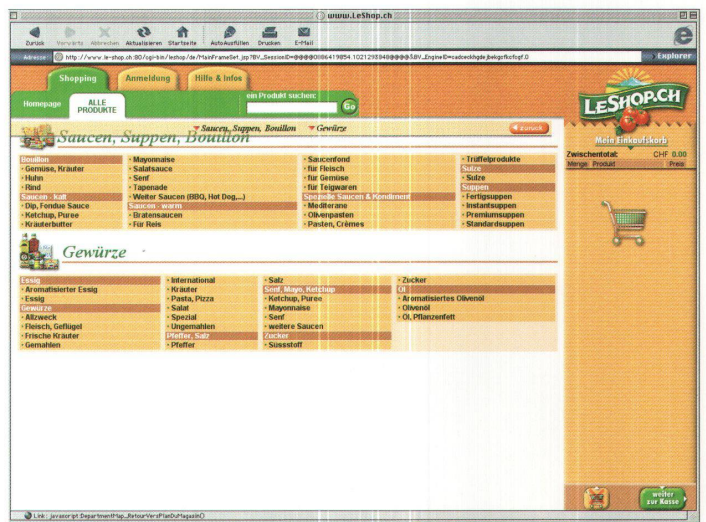 www.LeShop.ch
Zurück Vorwärts Abbrechen Aktualisieren Startseite AutoAusfüllen Drucken E-Mail
Adresse
Explorer
Shopping Anmeldung Hilfe & Infos
Homepage ALLE PRODUKTE
ein Produkt suchen:
Go
LESHOP.CH
Saucen, Suppen, Bouillon Gewürze
zurück
Saucen, Suppen, Bouillon
Bouillon
· Gemüse, Kräuter
· Huhn
· Rind
Saucen - kalt
· Dip, Fondue Sauce
· Ketchup, Puree
· Kräuterbutter
· Mayonnaise
· Salatsauce
· Senf
· Tapenade
· Weiter Saucen (BBQ, Hot Dog,...)
Saucen - warm
· Bratensaucen
· Für Reis
· Saucenfond
· für Fleisch
· für Gemüse
· für Teigwaren
Spezielle Saucen & Kondiment
· Mediterane
· Olivenpasten
· Pasten, Crèmes
· Trüffelprodukte
Sulze
· Sulze
Suppen
· Fertigsuppen
· Instantsuppen
· Premiumsuppen
· Standardsuppen
Gewürze
Essig
· Aromatisierter Essig
· Essig
Gewürze
· Allzweck
· Fleisch, Geflügel
· Frische Kräuter
· Gemahlen
· International
· Kräuter
· Pasta, Pizza
· Salat
· Spezial
· Ungemahlen
Pfeffer, Salz
· Pfeffer
· Salz
Senf, Mayo, Ketchup
· Ketchup, Puree
· Mayonnaise
· Senf
· weitere Saucen
Zucker
· Süssstoff
· Zucker
Öl
· Aromatisiertes Olivenöl
· Olivenöl
· Öl, Pflanzenfett
Mein Einkaufskorb
Zwischentotal: CHF 0.00
Menge Produkt Preis
weiter
zur Kasse
Link: javascript:DepartmentMap_RetourVersPlanDuMagasin()